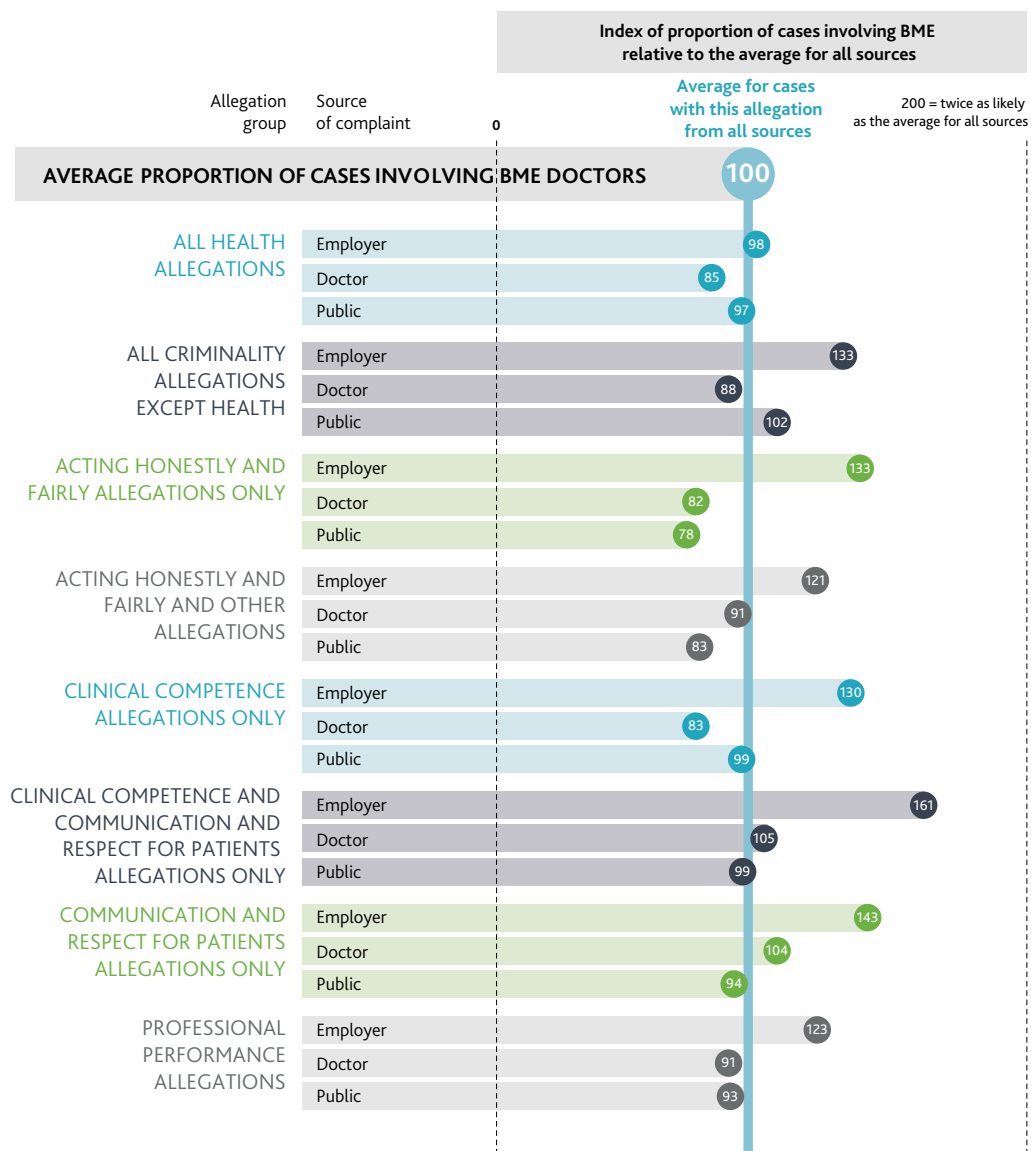 Index of proportion of cases involving BME
relative to the average for all sources
Allegation
group
Source
of complaint
0
Average for cases
with this allegation
from all sources
200 = twice as likely
as the average for all sources
AVERAGE PROPORTION OF CASES INVOLVING BME DOCTORS
100
ALL HEALTH
ALLEGATIONS
Employer
98
Doctor
85
Public
97
ALL CRIMINALITY
ALLEGATIONS
EXCEPT HEALTH
Employer
133
Doctor
88
Public
102
ACTING HONESTLY AND
FAIRLY ALLEGATIONS ONLY
Employer
133
Doctor
82
Public
78
ACTING HONESTLY AND
FAIRLY AND OTHER
ALLEGATIONS
Employer
121
Doctor
91
Public
83
CLINICAL COMPETENCE
ALLEGATIONS ONLY
Employer
130
Doctor
83
Public
99
CLINICAL COMPETENCE AND
COMMUNICATION AND
RESPECT FOR PATIENTS
ALLEGATIONS ONLY
Employer
161
Doctor
105
Public
99
COMMUNICATION AND
RESPECT FOR PATIENTS
ALLEGATIONS ONLY
Employer
143
Doctor
104
Public
94
PROFESSIONAL
PERFORMANCE
ALLEGATIONS
Employer
123
Doctor
91
Public
93